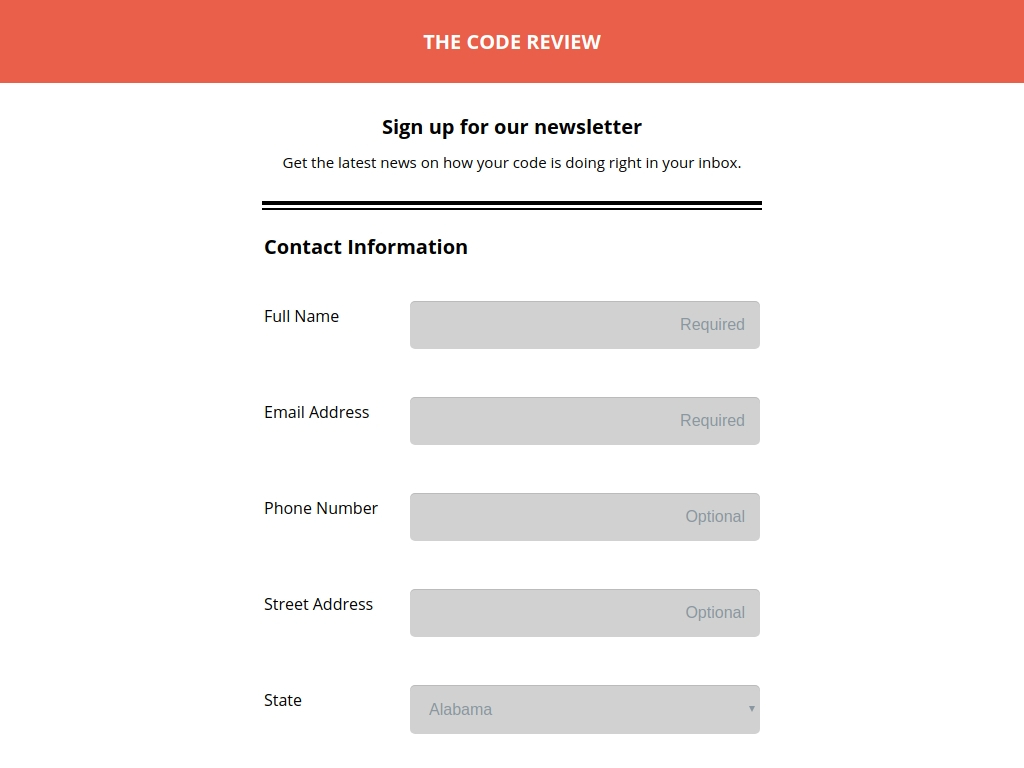 THE CODE REVIEW
Sign up for our newsletter
Get the latest news on how your code is doing right in your inbox.
Contact Information
Full Name
Required
Email Address
Required
Phone Number
Optional
Street Address
Optional
State
Alabama